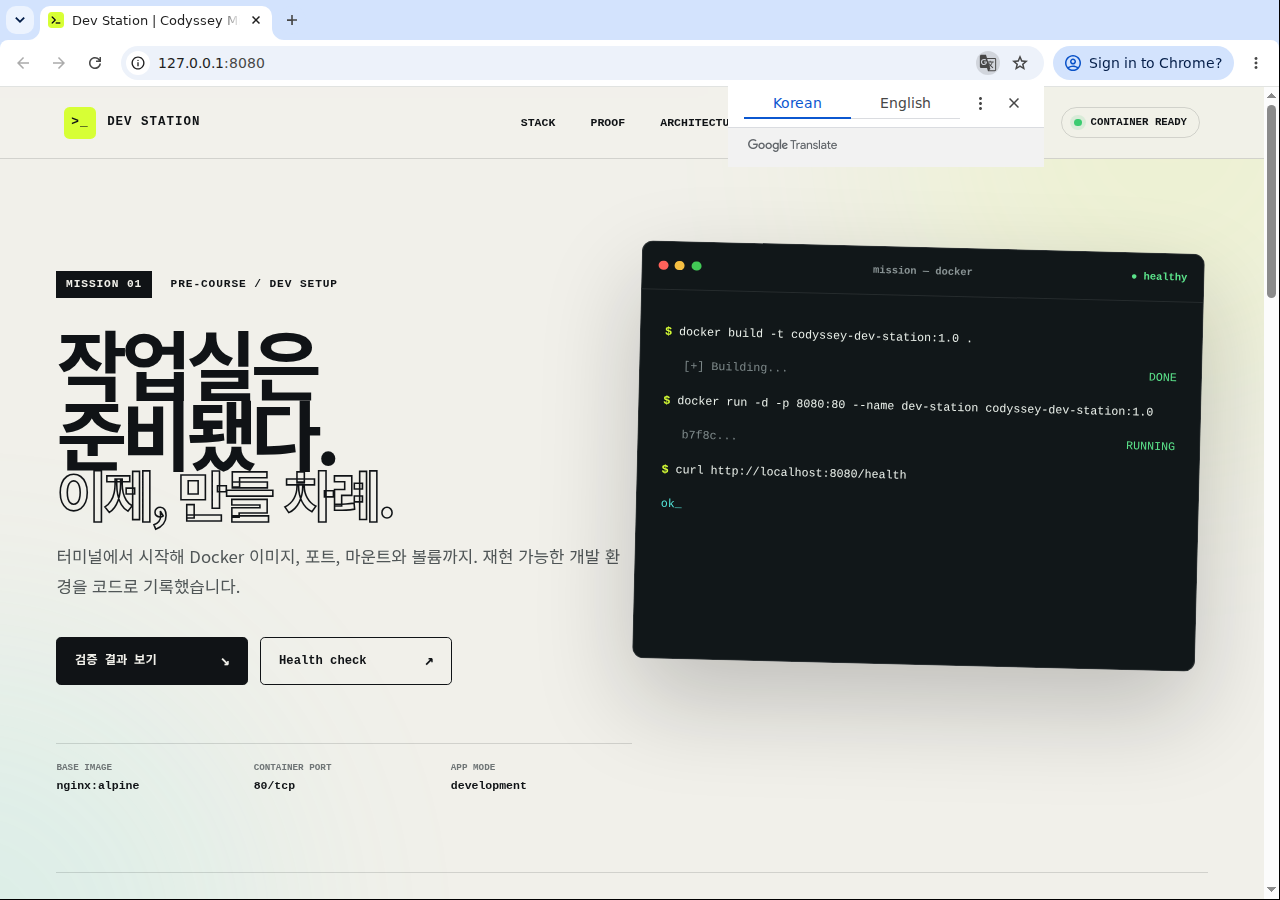 Dev Station | Codyssey M
127.0.0.1:8080
Sign in to Chrome?
Korean English
Google Translate
>_ DEV STATION
STACK PROOF ARCHITECTU
CONTAINER READY
MISSION 01 PRE-COURSE / DEV SETUP
작업실은
준비됐다.
이제, 만들 차례.
터미널에서 시작해 Docker 이미지, 포트, 마운트와 볼륨까지. 재현 가능한 개발 환
경을 코드로 기록했습니다.
검증 결과 보기 ↘
Health check ↗
BASE IMAGE
nginx:alpine
CONTAINER PORT
80/tcp
APP MODE
development
mission — docker
● healthy
$ docker build -t codyssey-dev-station:1.0 .
[+] Building... DONE
$ docker run -d -p 8080:80 --name dev-station codyssey-dev-station:1.0
b7f8c... RUNNING
$ curl http://localhost:8080/health
ok_